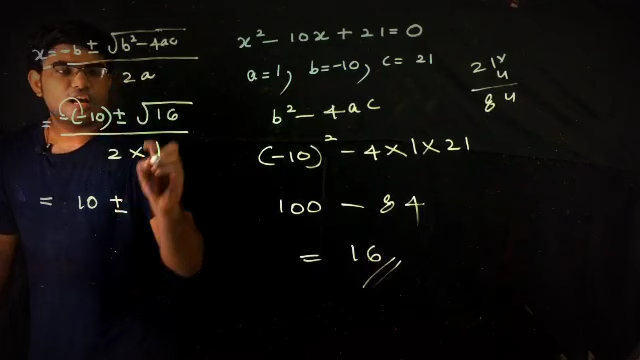 x = -b ± √b² - 4ac
2a
= -(-10) ± √16
2 × 1
= 10 ±
x² - 10x + 21 = 0
a = 1, b = -10, c = 21
b² - 4ac
(-10)² - 4 × 1 × 21
100 - 84
= 16
21×
4
84